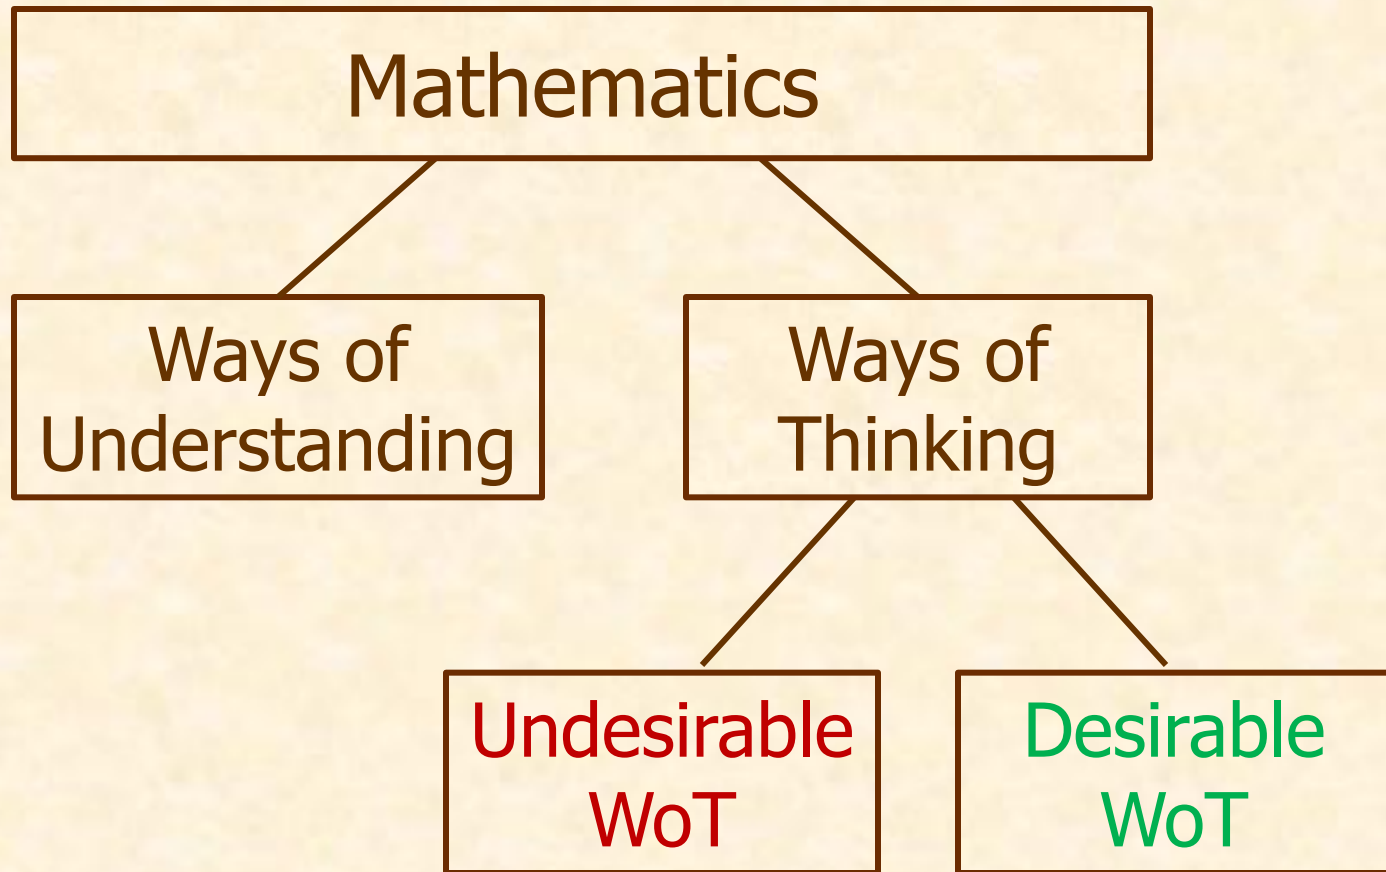 Mathematics
Ways of
Understanding
Ways of
Thinking
Undesirable
WoT
Desirable
WoT